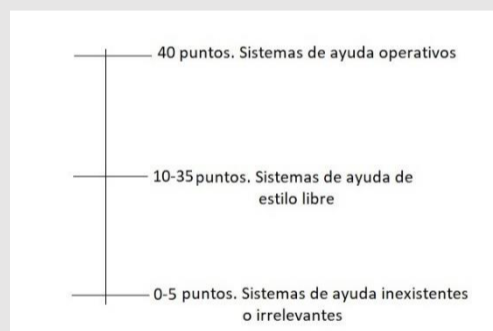 40 puntos. Sistemas de ayuda operativos
10-35 puntos. Sistemas de ayuda de
estilo libre
0-5 puntos. Sistemas de ayuda inexistentes
o irrelevantes